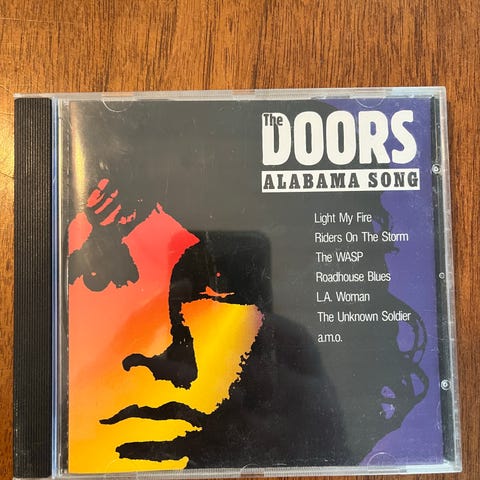 The
DOORS
ALABAMA SONG
Light My Fire
Riders On The Storm
The WASP
Roadhouse Blues
L.A. Woman
The Unknown Soldier
a.m.o.